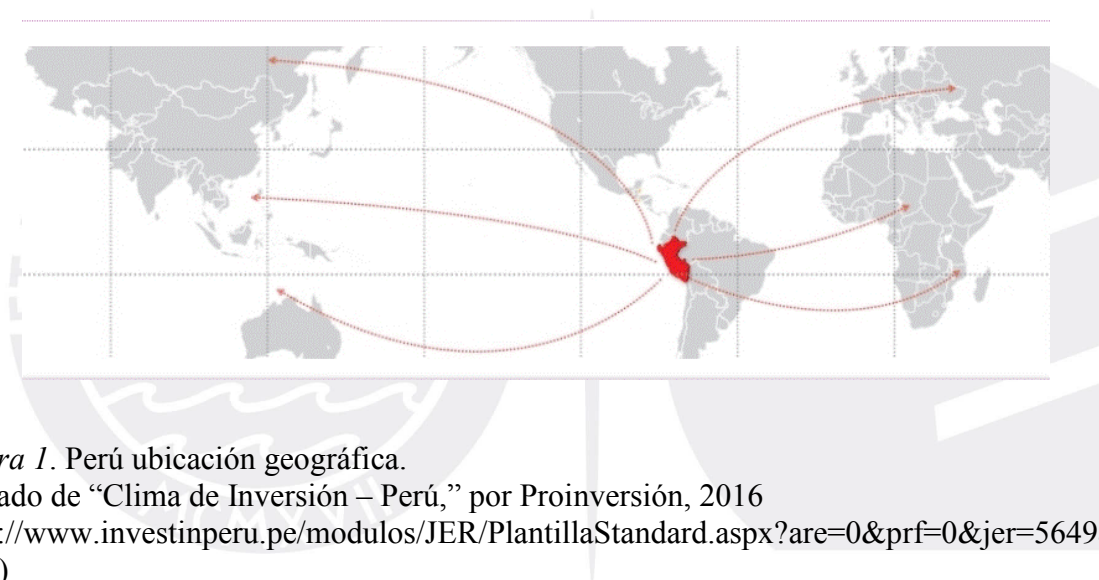 ra 1. Perú ubicación geográfica.
ado de “Clima de Inversión – Perú,” por Proinversión, 2016
://www.investinperu.pe/modulos/JER/PlantillaStandard.aspx?are=0&prf=0&jer=5649
)